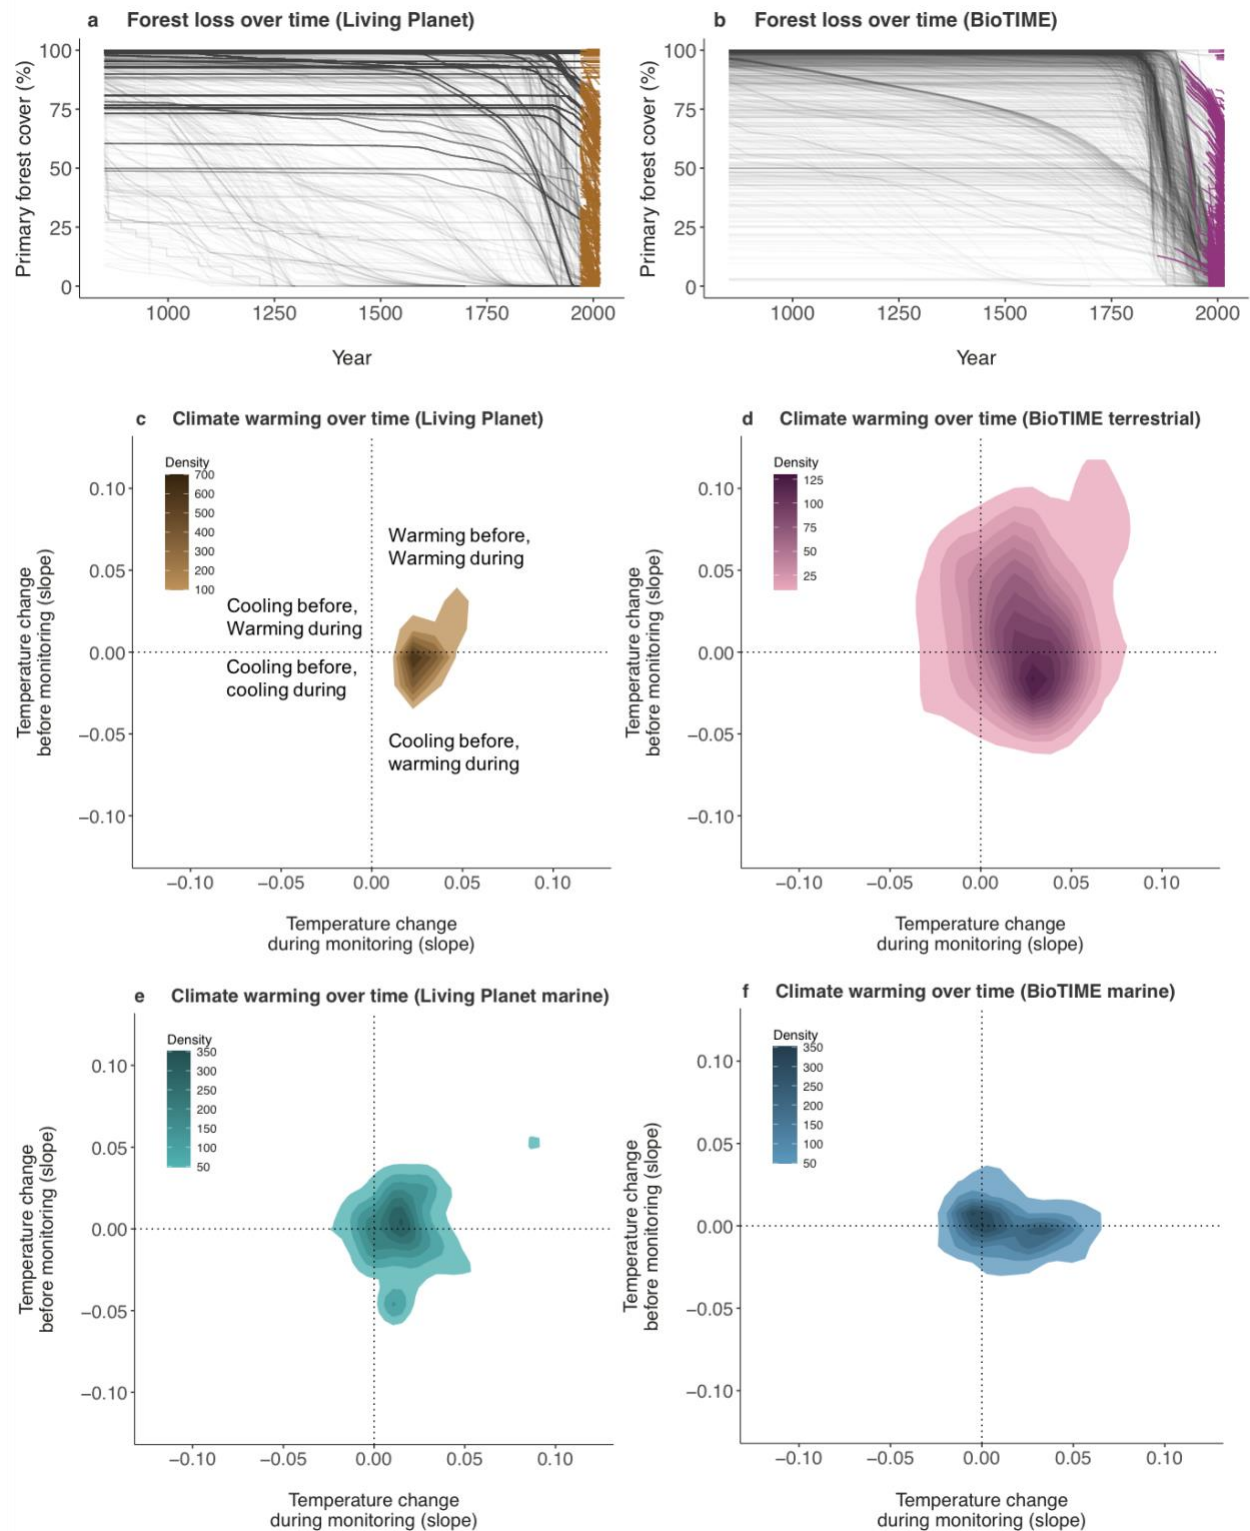 a Forest loss over time (Living Planet)
Primary forest cover (%)
100
75
50
25
0
1000 1250 1500 1750 2000
Year
b Forest loss over time (BioTIME)
Primary forest cover (%)
100
75
50
25
0
1000 1250 1500 1750 2000
Year
c Climate warming over time (Living Planet)
Temperature change
before monitoring (slope)
0.10
0.05
0.00
−0.05
−0.10
Density
700
600
500
400
300
200
100
Warming before,
Warming during
Cooling before,
Warming during
Cooling before,
cooling during
Cooling before,
warming during
−0.10 −0.05 0.00 0.05 0.10
Temperature change
during monitoring (slope)
d Climate warming over time (BioTIME terrestrial)
Temperature change
before monitoring (slope)
0.10
0.05
0.00
−0.05
−0.10
Density
125
100
75
50
25
−0.10 −0.05 0.00 0.05 0.10
Temperature change
during monitoring (slope)
e Climate warming over time (Living Planet marine)
Temperature change
before monitoring (slope)
0.10
0.05
0.00
−0.05
−0.10
Density
350
300
250
200
150
100
50
−0.10 −0.05 0.00 0.05 0.10
Temperature change
during monitoring (slope)
f Climate warming over time (BioTIME marine)
Temperature change
before monitoring (slope)
0.10
0.05
0.00
−0.05
−0.10
Density
350
300
250
200
150
100
50
−0.10 −0.05 0.00 0.05 0.10
Temperature change
during monitoring (slope)